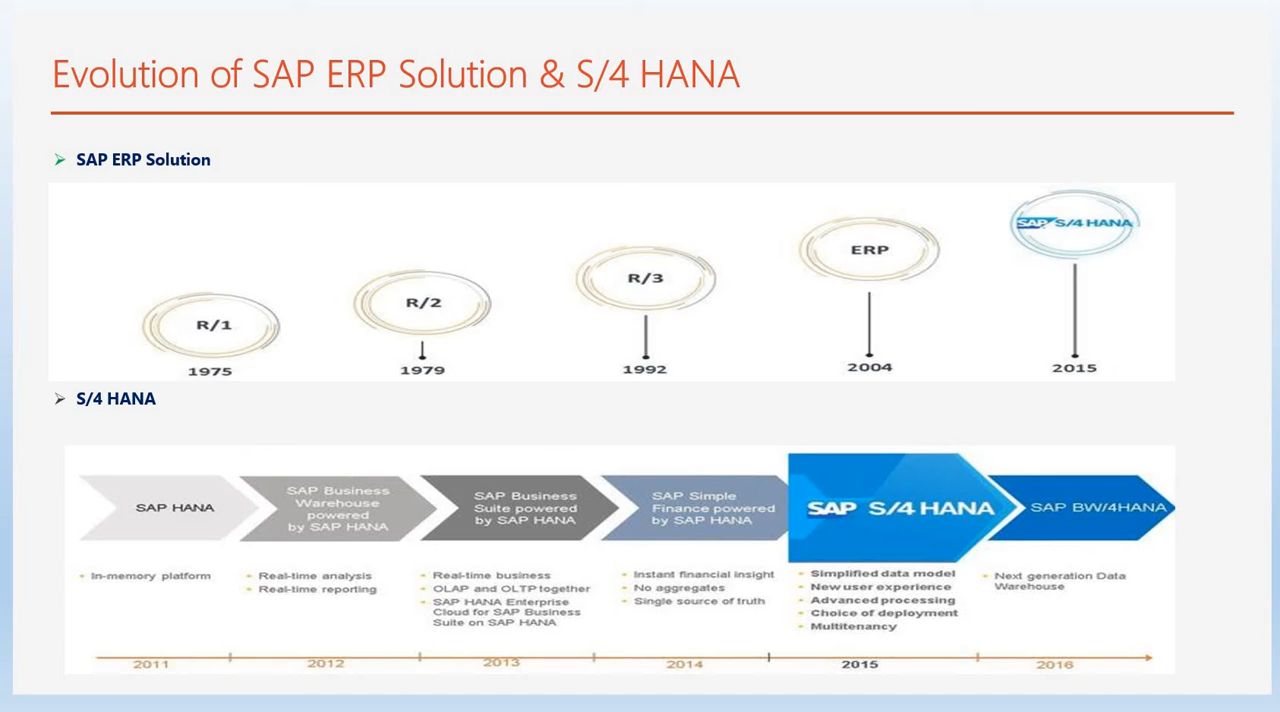 Evolution of SAP ERP Solution & S/4 HANA
SAP ERP Solution
R/1
R/2
R/3
ERP
SAP S/4 HANA
1975
1979
1992
2004
2015
S/4 HANA
SAP HANA
SAP Business
Warehouse
powered
by SAP HANA
SAP Business
Suite powered
by SAP HANA
SAP Simple
Finance powered
by SAP HANA
SAP S/4 HANA
SAP BW/4HANA
In-memory platform
Real-time analysis
Real-time reporting
Real-time business
OLAP and OLTP together
SAP HANA Enterprise
Cloud for SAP Business
Suite on SAP HANA
Instant financial insight
No aggregates
Single source of truth
Simplified data model
New user experience
Advanced processing
Choice of deployment
Multitenancy
Next generation Data
Warehouse
2011
2012
2013
2014
2015
2016